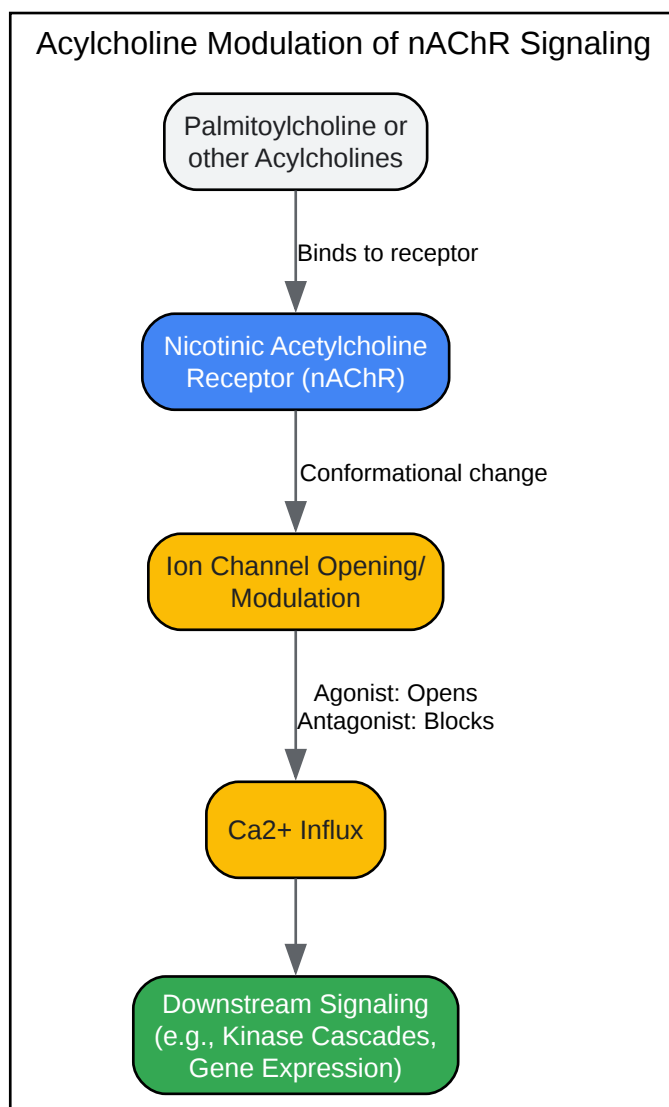 Acylcholine Modulation of nAChR Signaling
Palmitoylcholine or
other Acylcholines
Binds to receptor
Nicotinic Acetylcholine
Receptor (nAChR)
Conformational change
Ion Channel Opening/
Modulation
Agonist: Opens
Antagonist: Blocks
Ca2+ Influx
Downstream Signaling
(e.g., Kinase Cascades,
Gene Expression)